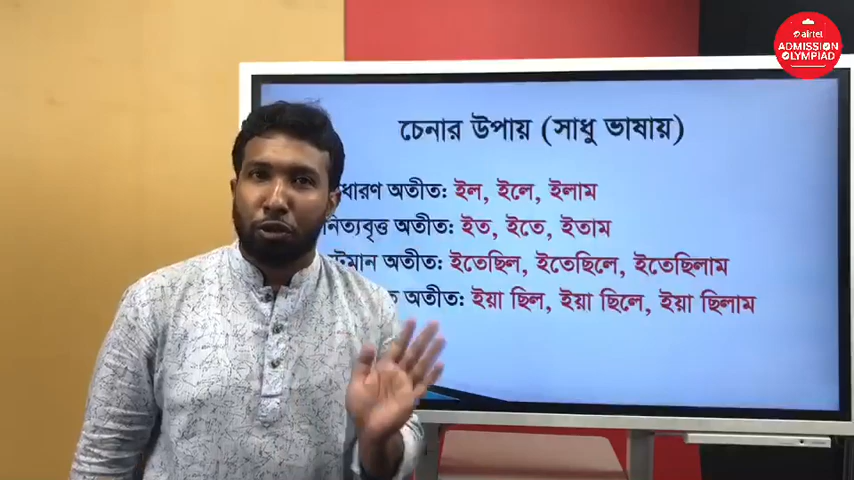 airtel
ADMISSION
OLYMPIAD
চেনার উপায় (সাধু ভাষায়)
অতীত: ইল, ইলে, ইলাম
নিত্যবৃত্ত অতীত: ইত, ইতে, ইতাম
অতীত: ইতেছিল, ইতেছিলে, ইতেছিলাম
অতীত: ইয়া ছিল, ইয়া ছিলে, ইয়া ছিলাম